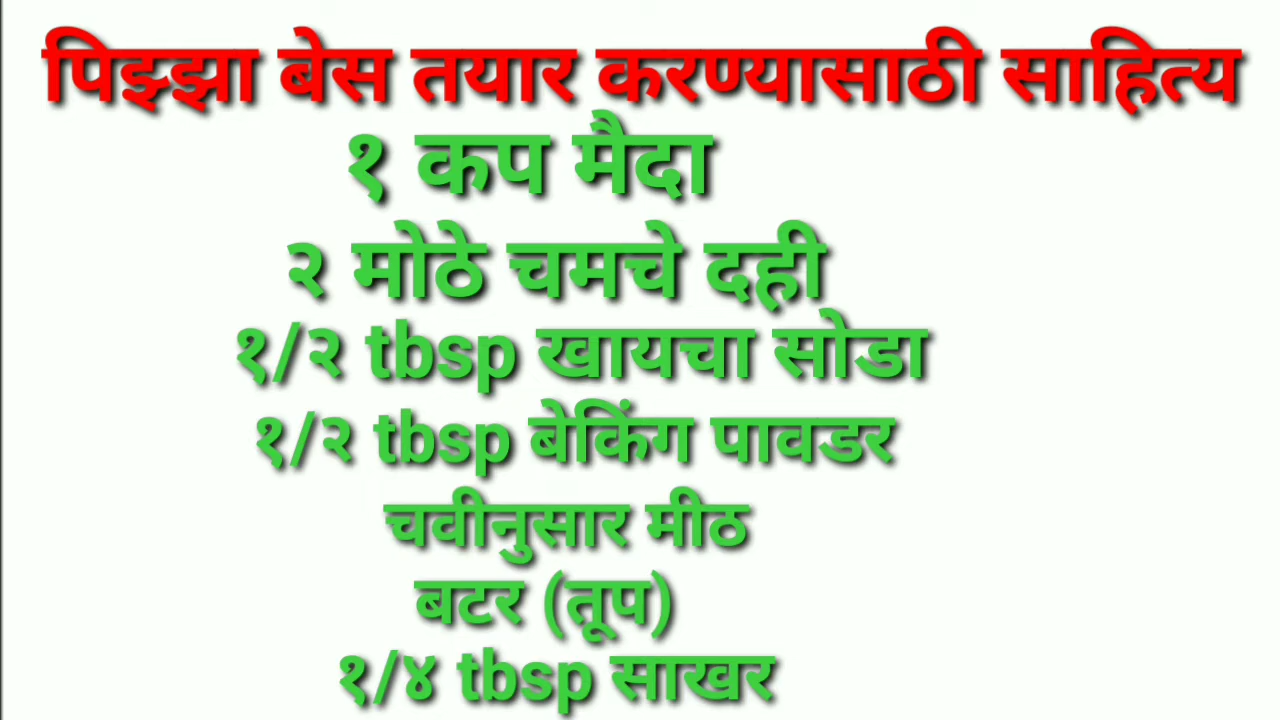 पिझ्झा बेस तयार करण्यासाठी साहित्य
१ कप मैदा
२ मोठे चमचे दही
१/२ tbsp खायचा सोडा
१/२ tbsp बेकिंग पावडर
चवीनुसार मीठ
बटर (तूप)
१/४ tbsp साखर